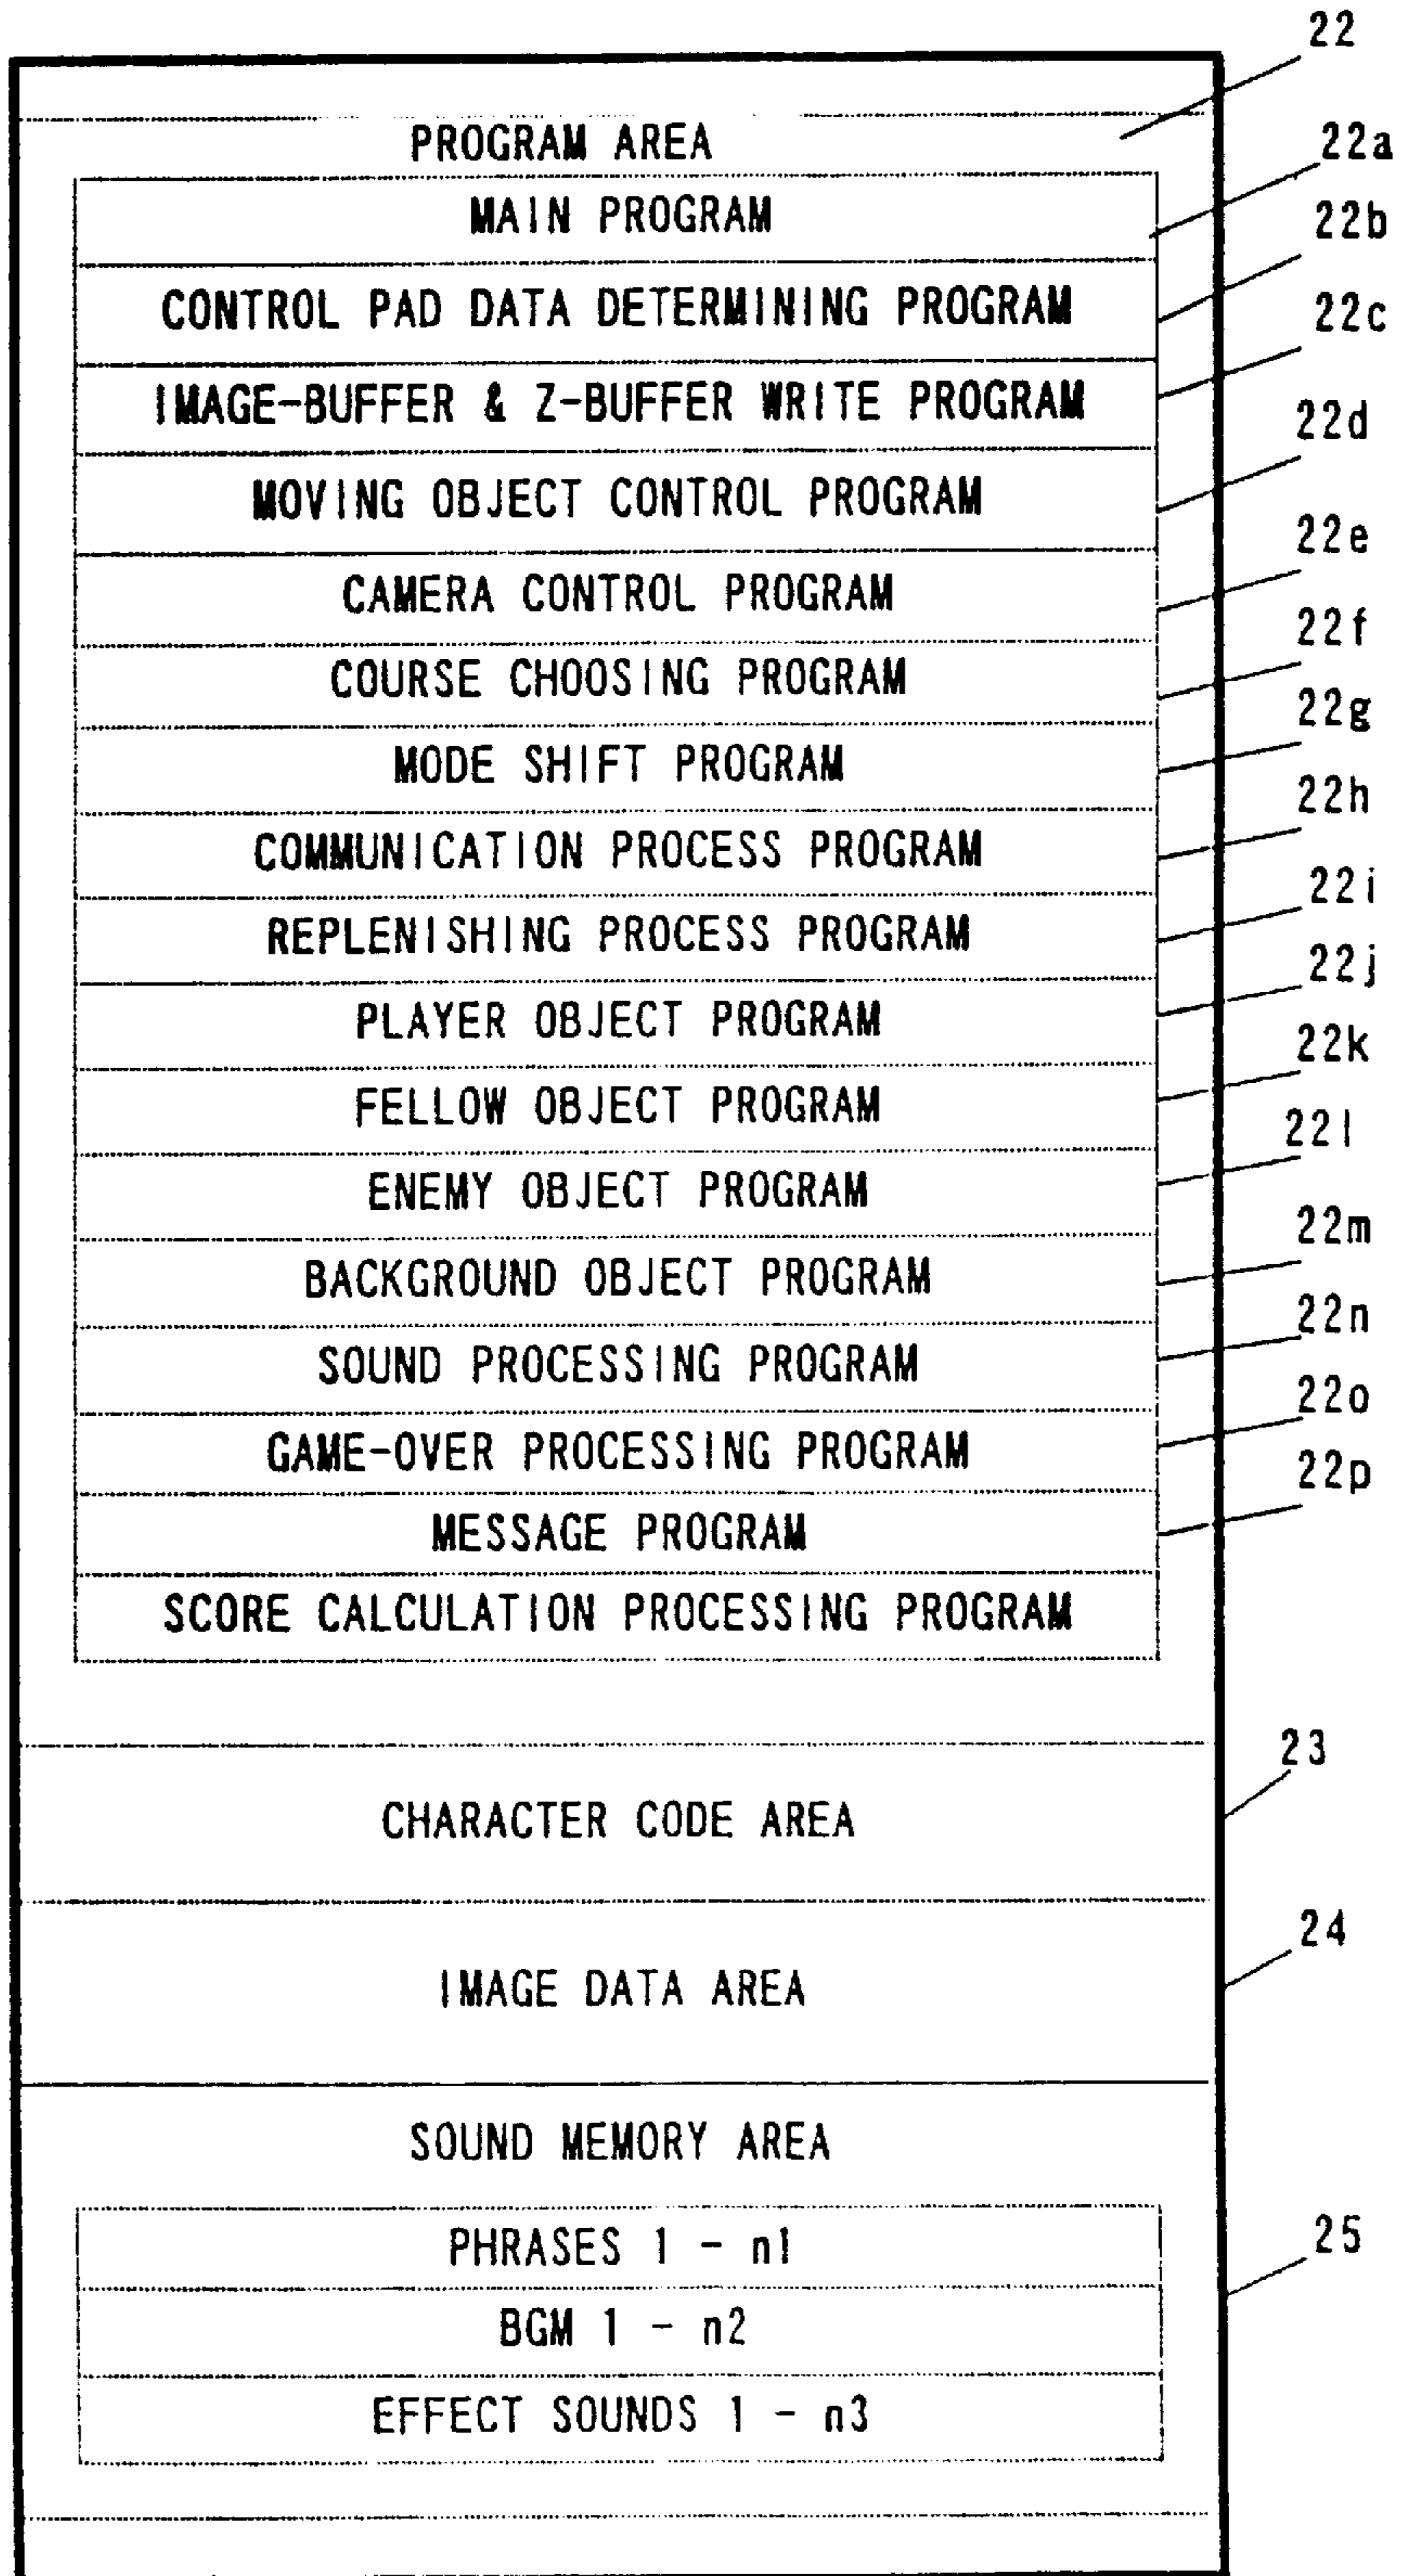 22
PROGRAM AREA
22a
MAIN PROGRAM
22b
CONTROL PAD DATA DETERMINING PROGRAM
22c
IMAGE-BUFFER & Z-BUFFER WRITE PROGRAM
22d
MOVING OBJECT CONTROL PROGRAM
22e
CAMERA CONTROL PROGRAM
22f
COURSE CHOOSING PROGRAM
22g
MODE SHIFT PROGRAM
22h
COMMUNICATION PROCESS PROGRAM
22i
REPLENISHING PROCESS PROGRAM
22j
PLAYER OBJECT PROGRAM
22k
FELLOW OBJECT PROGRAM
22l
ENEMY OBJECT PROGRAM
22m
BACKGROUND OBJECT PROGRAM
22n
SOUND PROCESSING PROGRAM
22o
GAME-OVER PROCESSING PROGRAM
22p
MESSAGE PROGRAM
SCORE CALCULATION PROCESSING PROGRAM
23
CHARACTER CODE AREA
24
IMAGE DATA AREA
SOUND MEMORY AREA
25
PHRASES 1 - n1
BGM 1 - n2
EFFECT SOUNDS 1 - n3